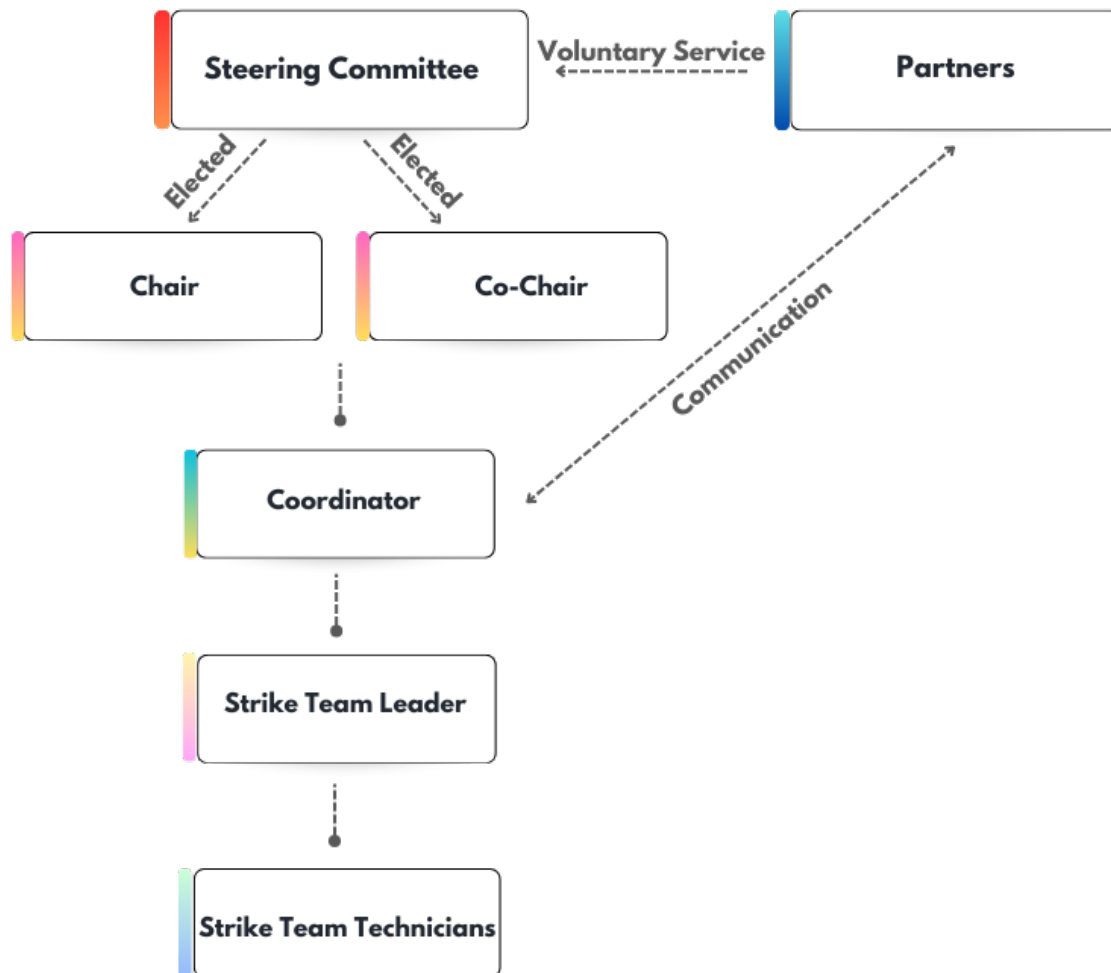 Steering Committee
Voluntary Service
Partners
Elected
Elected
Chair
Co-Chair
Communication
Coordinator
Strike Team Leader
Strike Team Technicians